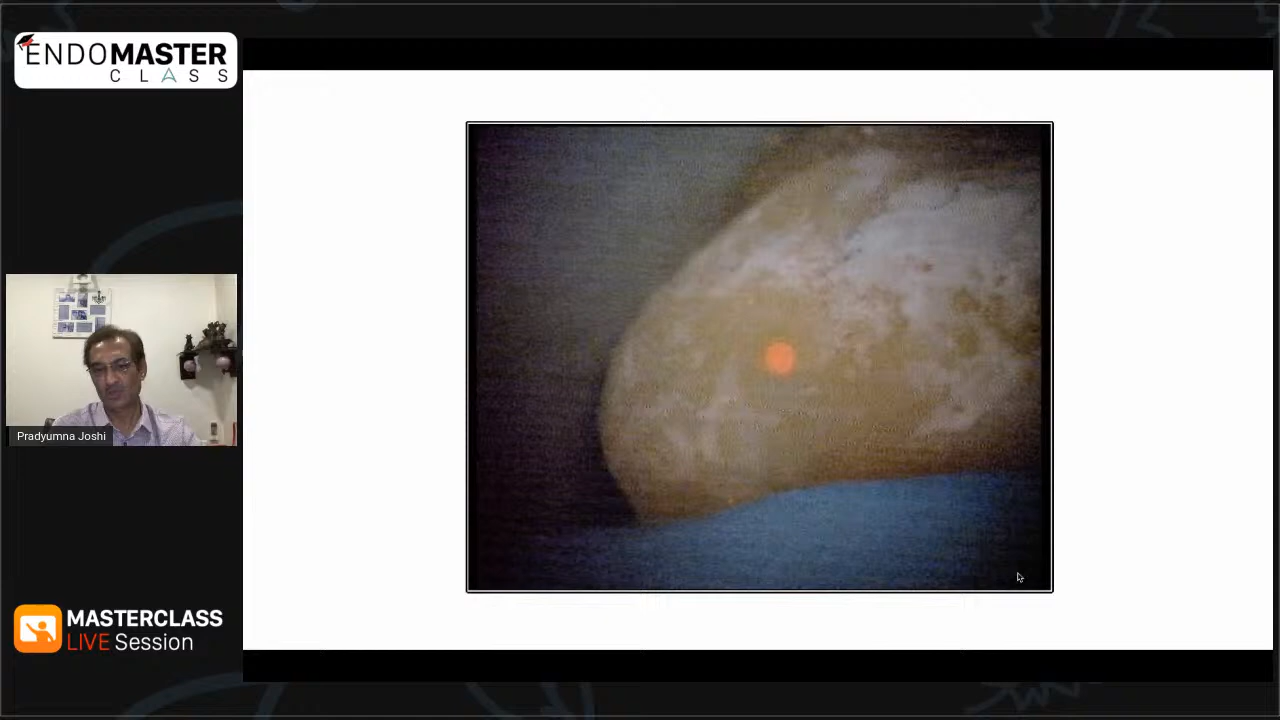 ENDOMASTER
CLASS
Pradyumna Joshi
MASTERCLASS
LIVE Session